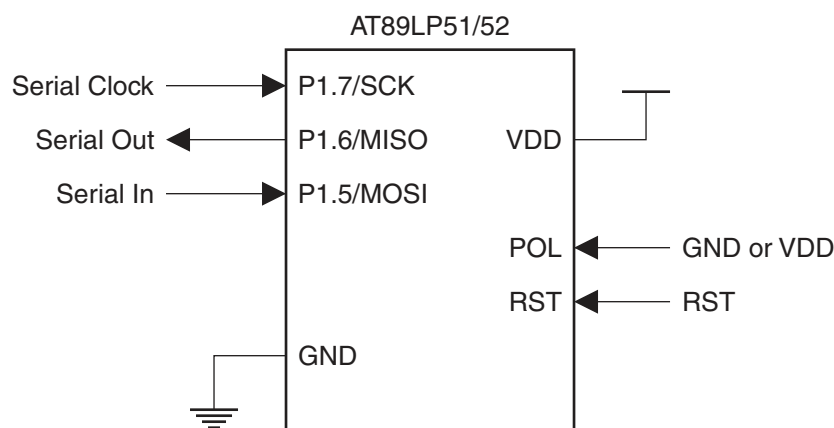 AT89LP51/52
Serial Clock
P1.7/SCK
Serial Out
P1.6/MISO
VDD
Serial In
P1.5/MOSI
POL
GND or VDD
RST
RST
GND